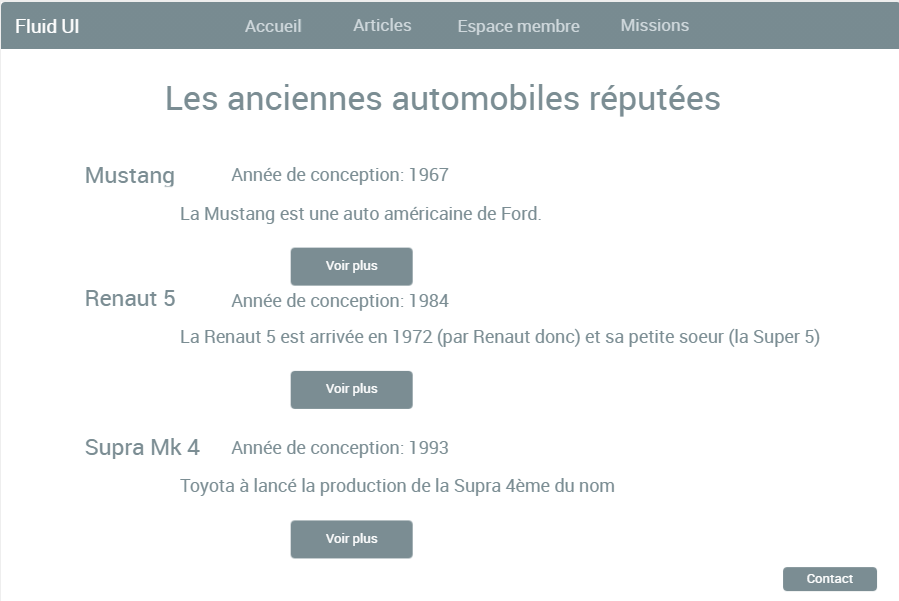 Fluid UI Accueil Articles Espace membre Missions
Les anciennes automobiles réputées
Mustang Année de conception: 1967
La Mustang est une auto américaine de Ford.
Voir plus
Renaut 5 Année de conception: 1984
La Renaut 5 est arrivée en 1972 (par Renaut donc) et sa petite soeur (la Super 5)
Voir plus
Supra Mk 4 Année de conception: 1993
Toyota à lancé la production de la Supra 4ème du nom
Voir plus
Contact